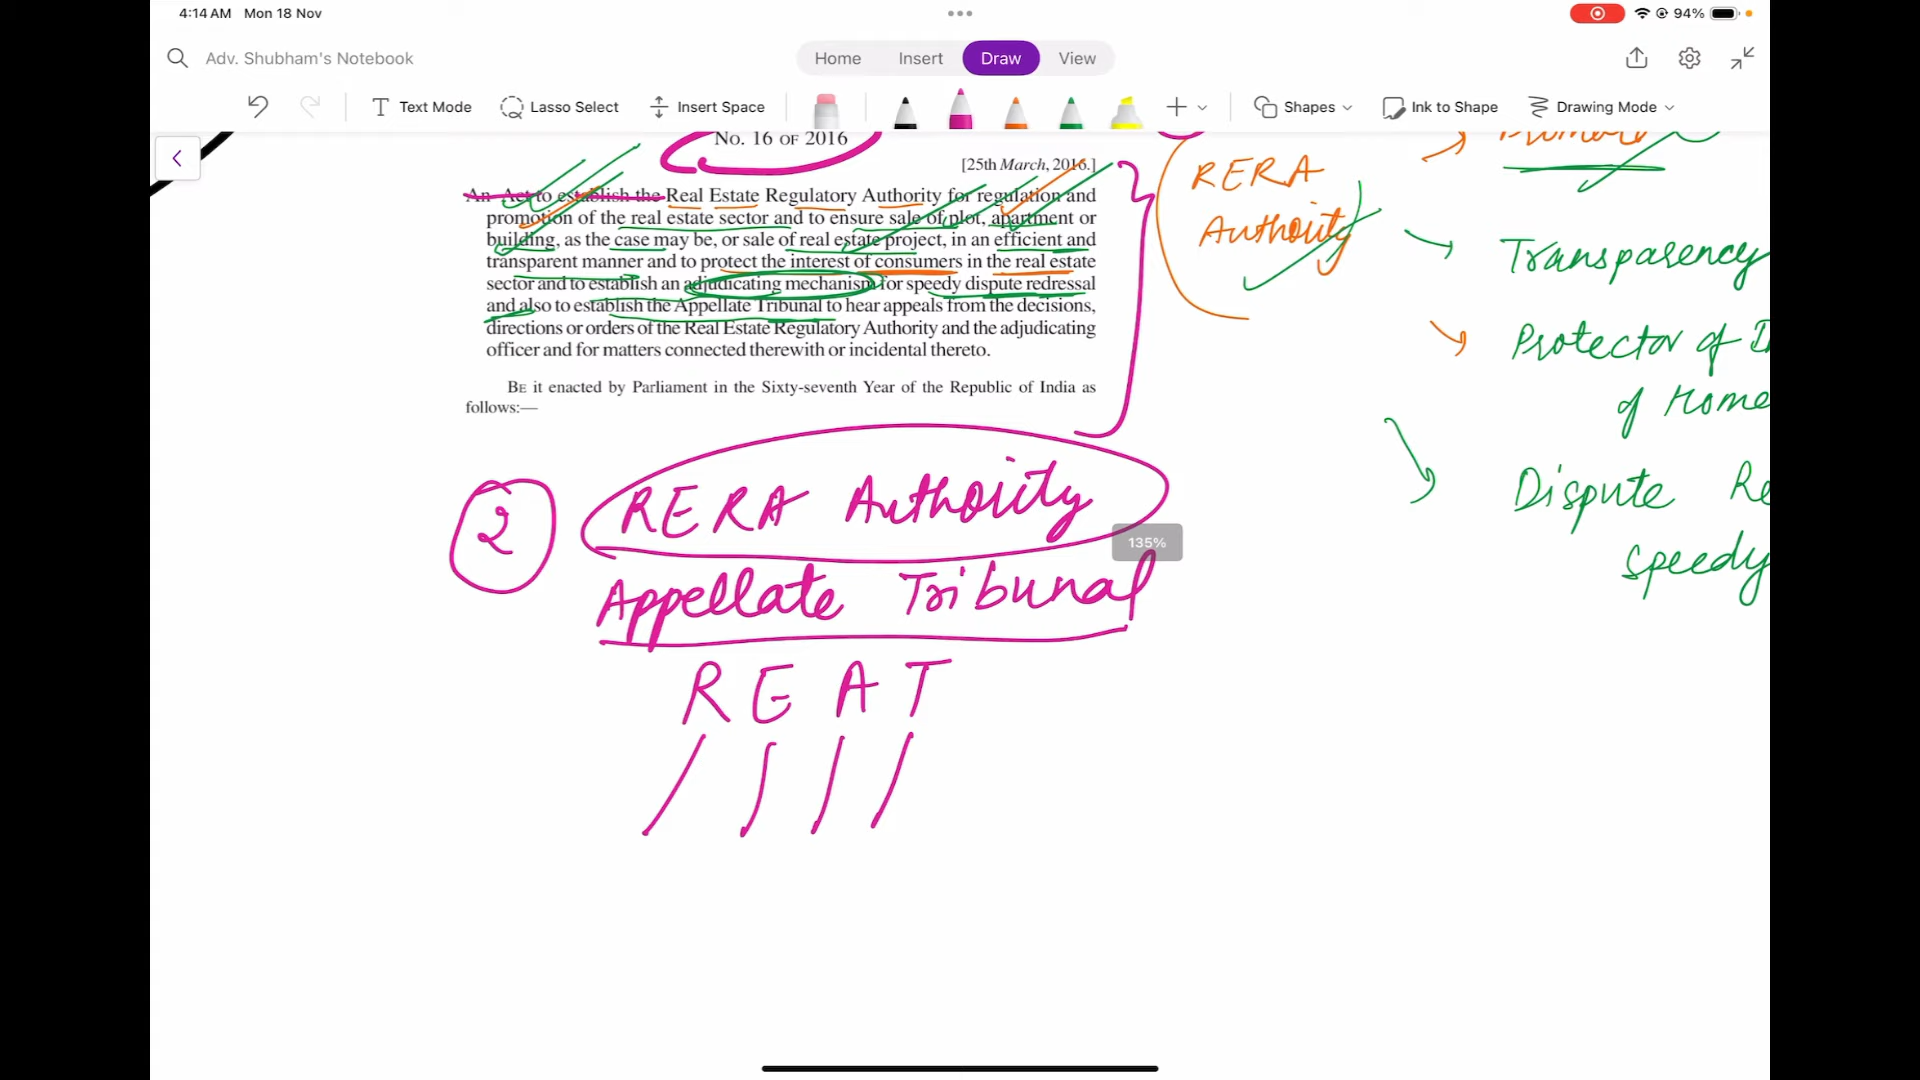 4:14 AM Mon 18 Nov
94%
Adv. Shubham's Notebook
Home Insert Draw View
Text Mode Lasso Select Insert Space Shapes Ink to Shape Drawing Mode
No. 16 OF 2016
[25th March, 2016.]
An Act to establish the Real Estate Regulatory Authority for regulation and
promotion of the real estate sector and to ensure sale of plot, apartment or
building, as the case may be, or sale of real estate project, in an efficient and
transparent manner and to protect the interest of consumers in the real estate
sector and to establish an adjudicating mechanism for speedy dispute redressal
and also to establish the Appellate Tribunal to hear appeals from the decisions,
directions or orders of the Real Estate Regulatory Authority and the adjudicating
officer and for matters connected therewith or incidental thereto.
BE it enacted by Parliament in the Sixty-seventh Year of the Republic of India as
follows:—
RERA
Authority
Transparency
Protector of
of Home
Dispute Re
speedy
2 RERA Authority
135%
Appellate Tribunal
R E A T